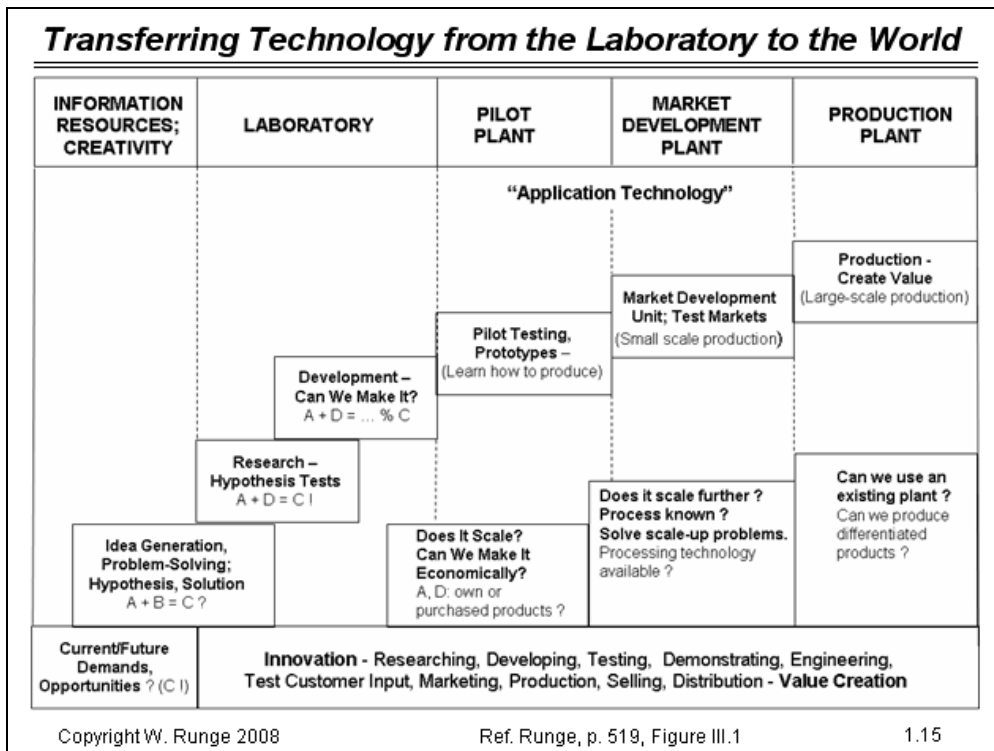 Transferring Technology from the Laboratory to the World
INFORMATION
RESOURCES;
CREATIVITY
LABORATORY
PILOT
PLANT
MARKET
DEVELOPMENT
PLANT
PRODUCTION
PLANT
“Application Technology”
Production -
Create Value
(Large-scale production)
Market Development
Unit; Test Markets
(Small scale production)
Pilot Testing,
Prototypes –
(Learn how to produce)
Development –
Can We Make It?
A + D = ... % C
Research –
Hypothesis Tests
A + D = C !
Idea Generation,
Problem-Solving;
Hypothesis, Solution
A + B = C ?
Does It Scale?
Can We Make It
Economically?
A, D: own or
purchased products ?
Does it scale further ?
Process known ?
Solve scale-up problems.
Processing technology
available ?
Can we use an
existing plant ?
Can we produce
differentiated
products ?
Current/Future
Demands,
Opportunities ? (C !)
Innovation - Researching, Developing, Testing, Demonstrating, Engineering,
Test Customer Input, Marketing, Production, Selling, Distribution - Value Creation
Copyright W. Runge 2008
Ref. Runge, p. 519, Figure III.1
1.15